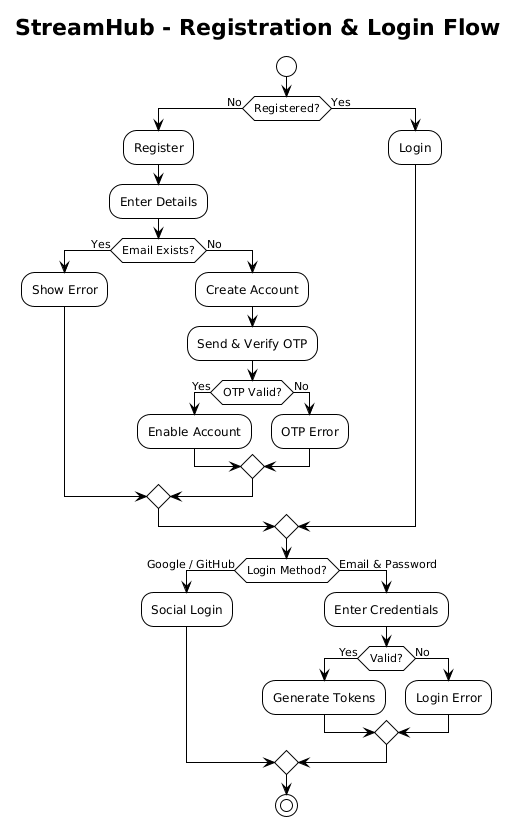 StreamHub - Registration & Login Flow
Registered?
No
Yes
Register
Login
Enter Details
Email Exists?
Yes
No
Show Error
Create Account
Send & Verify OTP
OTP Valid?
Yes
No
Enable Account
OTP Error
Login Method?
Google / GitHub
Email & Password
Social Login
Enter Credentials
Valid?
Yes
No
Generate Tokens
Login Error